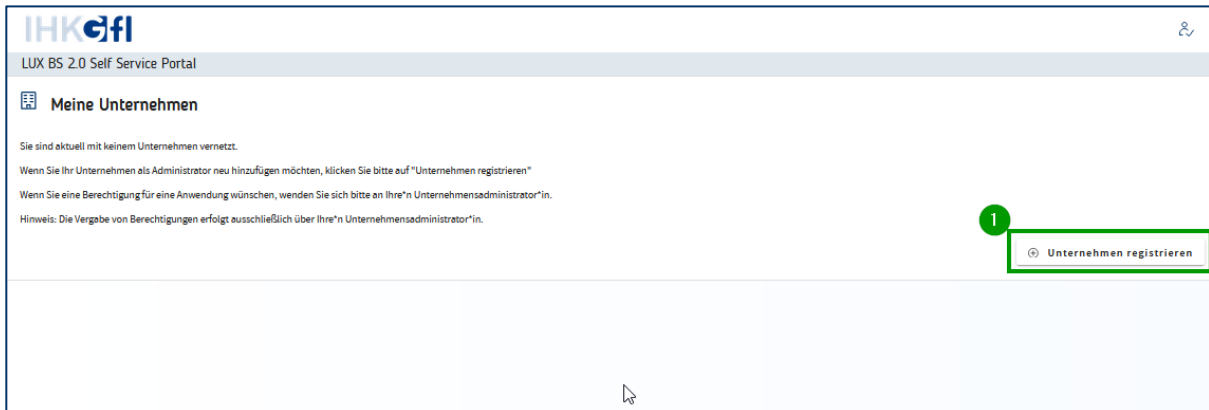 IHKGfI
LUX BS 2.0 Self Service Portal
Meine Unternehmen
Sie sind aktuell mit keinem Unternehmen vernetzt.
Wenn Sie Ihr Unternehmen als Administrator neu hinzufügen möchten, klicken Sie bitte auf "Unternehmen registrieren"
Wenn Sie eine Berechtigung für eine Anwendung wünschen, wenden Sie sich bitte an Ihre*n Unternehmensadministrator*in.
Hinweis: Die Vergabe von Berechtigungen erfolgt ausschließlich über Ihre*n Unternehmensadministrator*in.
1
Unternehmen registrieren